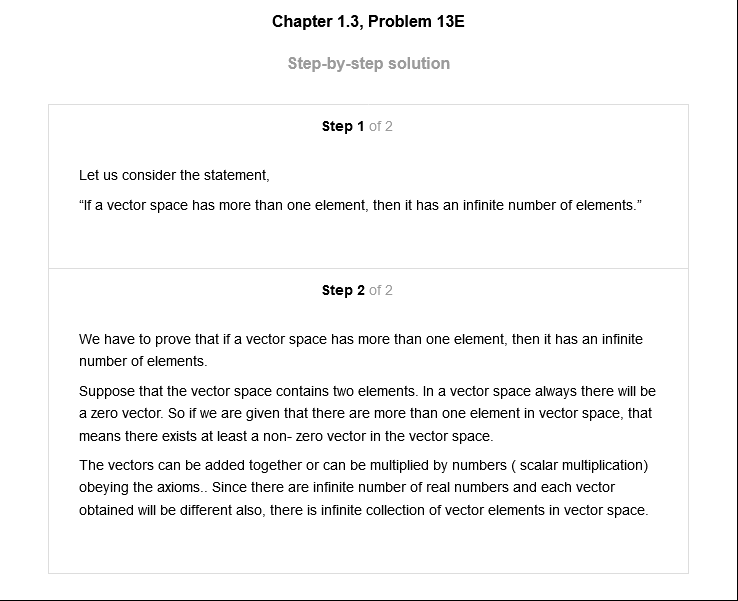 Chapter 1.3, Problem 13E
Step-by-step solution
Step 1 of 2
Let us consider the statement,
“If a vector space has more than one element, then it has an infinite number of elements.”
Step 2 of 2
We have to prove that if a vector space has more than one element, then it has an infinite
number of elements.
Suppose that the vector space contains two elements. In a vector space always there will be
a zero vector. So if we are given that there are more than one element in vector space, that
means there exists at least a non- zero vector in the vector space.
The vectors can be added together or can be multiplied by numbers ( scalar multiplication)
obeying the axioms.. Since there are infinite number of real numbers and each vector
obtained will be different also, there is infinite collection of vector elements in vector space.